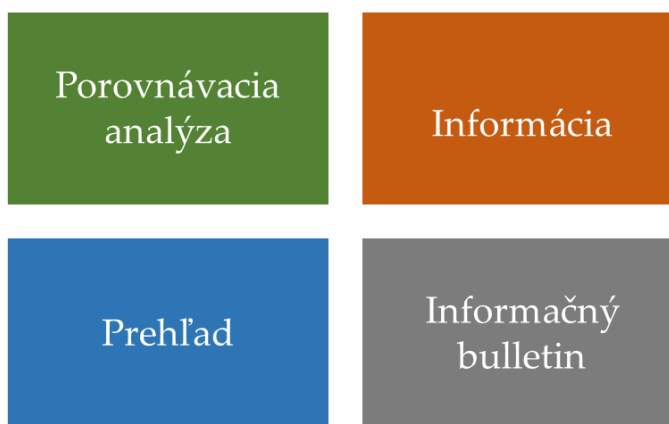 Porovnávacia
analýza
Informácia
Prehľad
Informačný
bulletin